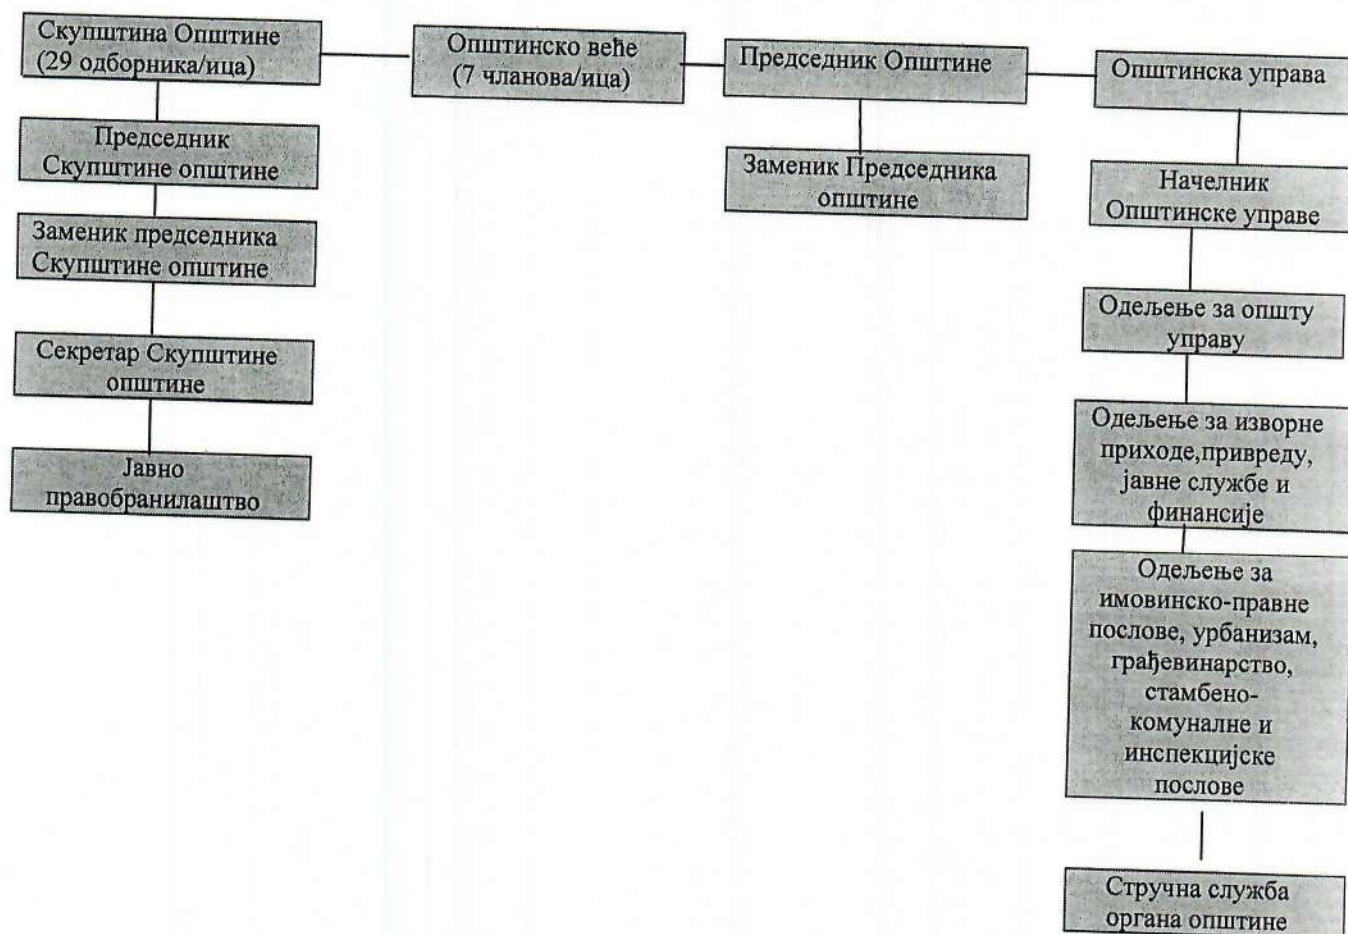 Скупштина Општине
(29 одборника/ица)
Општинско веће
(7 чланова/ица)
Председник Општине
Општинска управа
Председник
Скупштине општине
Заменик председника
Скупштине општине
Секретар Скупштине
општине
Јавно
правобранилаштво
Заменик Председника
општине
Начелник
Општинске управе
Одељење за општу
управу
Одељење за изворне
приходе,привреду,
јавне службе и
финансије
Одељење за
имовинско-правне
послове, урбанизам,
грађевинарство,
стамбено-
комуналне и
инспекцијске
послове
Стручна служба
органа општине